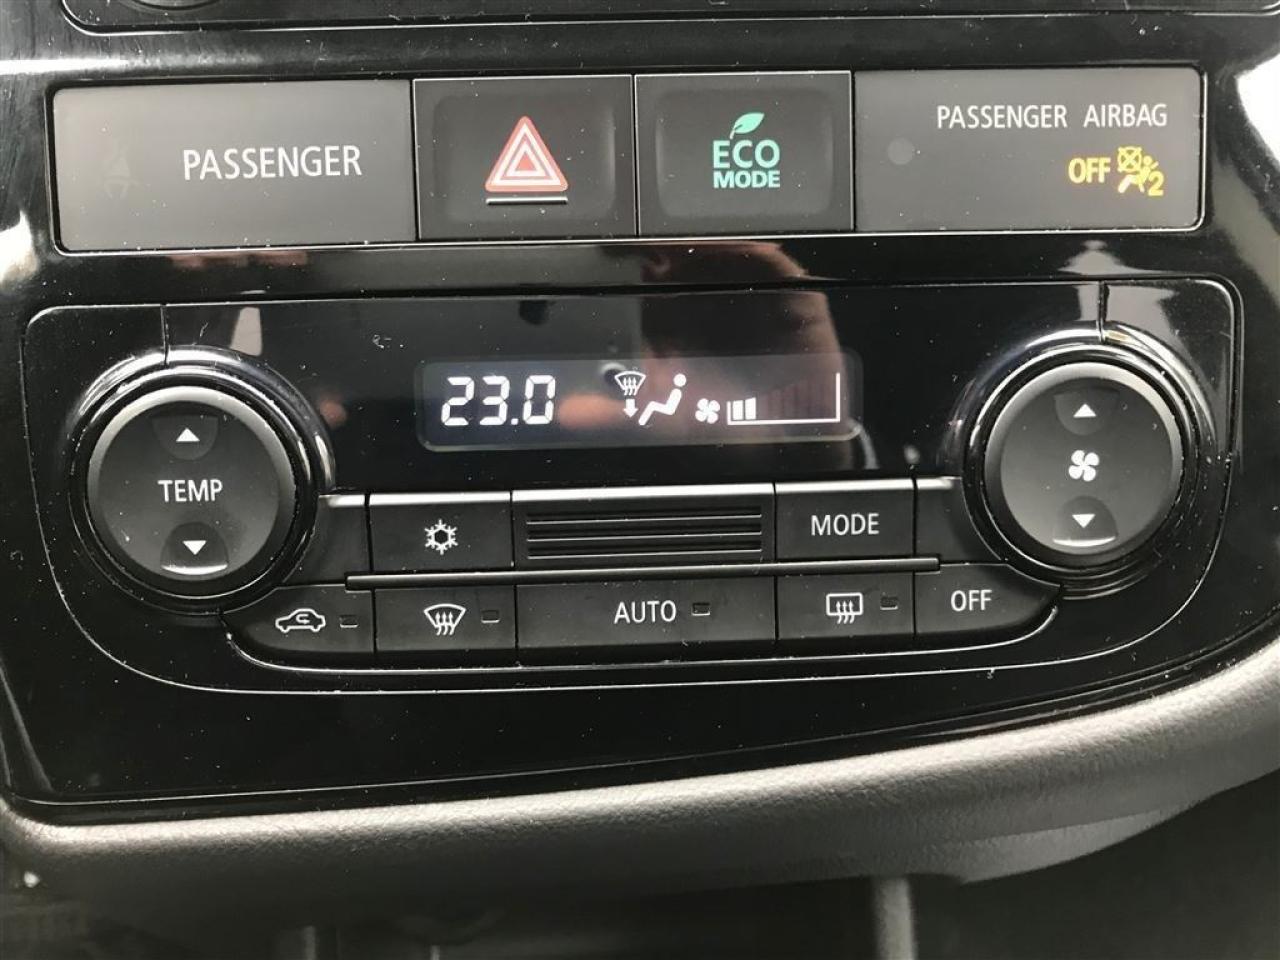 PASSENGER
ECO
MODE
PASSENGER AIRBAG
OFF 2
23.0
TEMP
MODE
AUTO
OFF